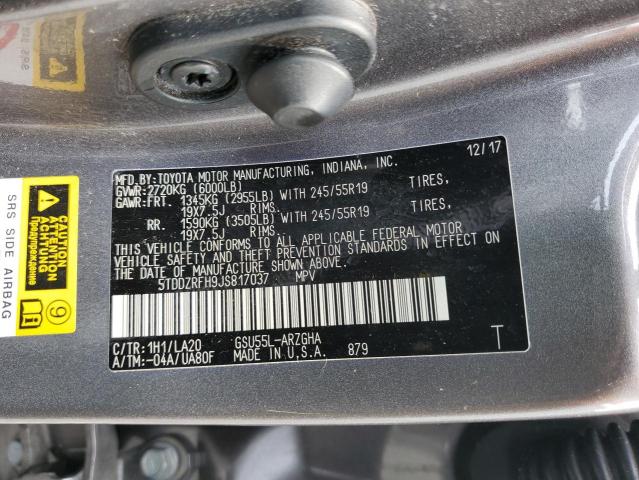 MFD.BY:TOYOTA MOTOR MANUFACTURING, INDIANA, INC. 12/17
GVWR:2720KG (6000LB)
GAWR:FRT. 1345KG (2955LB) WITH 245/55R19 TIRES,
19X7.5J RIMS.
RR. 1590KG (3505LB) WITH 245/55R19 TIRES,
19X7.5J RIMS.
THIS VEHICLE CONFORMS TO ALL APPLICABLE FEDERAL MOTOR
VEHICLE SAFETY AND THEFT PREVENTION STANDARDS IN EFFECT ON
THE DATE OF MANUFACTURE SHOWN ABOVE.
5TDDZRFH9JS817037 MPV
C/TR:1H1/LA20 GSU55L-ARZGHA
A/TM:-04A/UA80F MADE IN U.S.A. 879 T
SRS SIDE AIRBAG
Achtung
Предупреждение
9
i